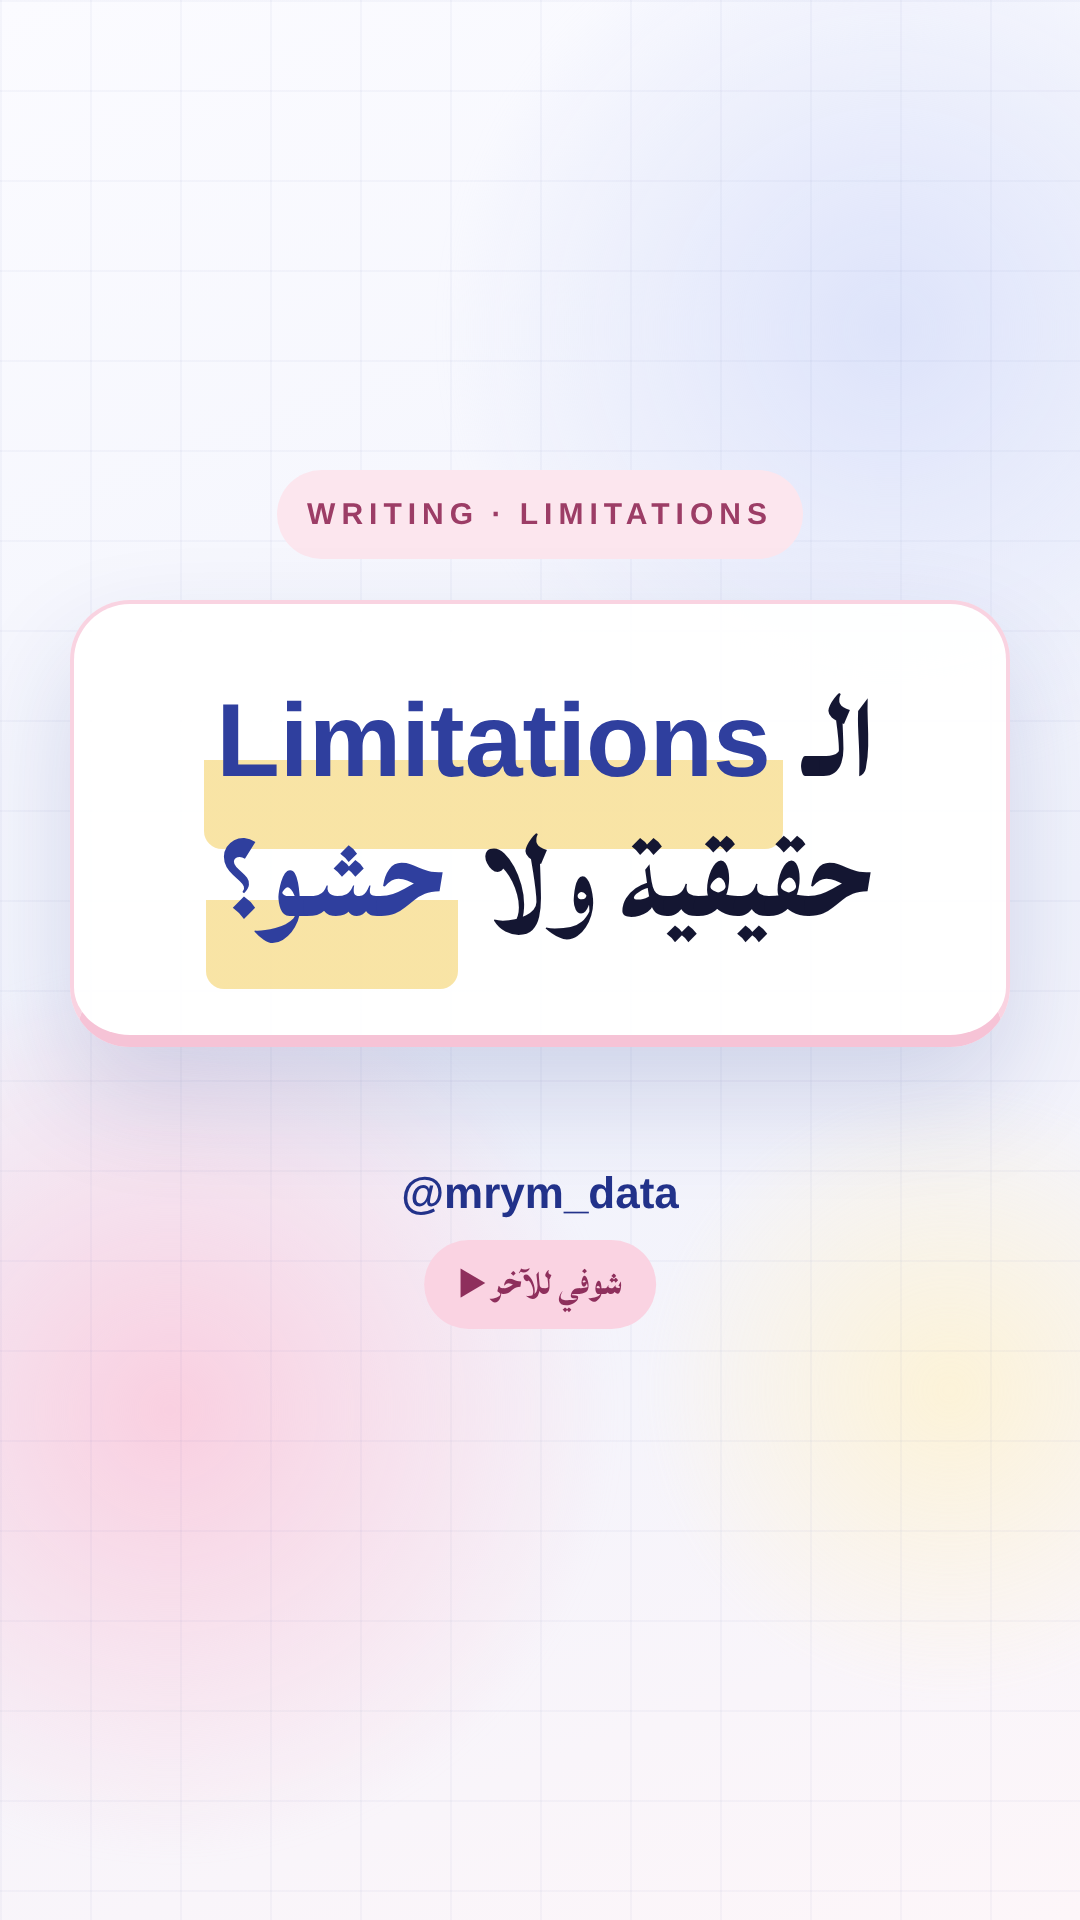 WRITING · LIMITATIONS
الـ Limitations
حقيقية ولا حشو؟
@mrym_data
شوفي للآخر ◀